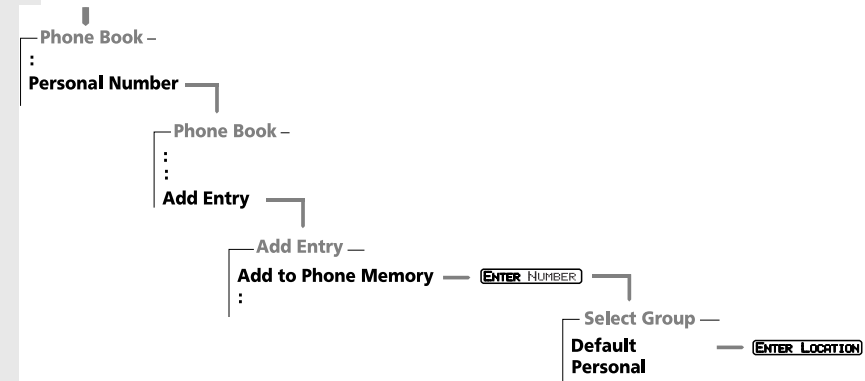 Phone Book
:
Personal Number
Phone Book
:
:
Add Entry
Add Entry
Add to Phone Memory ENTER NUMBER
:
Select Group
Default ENTER LOCATION
Personal